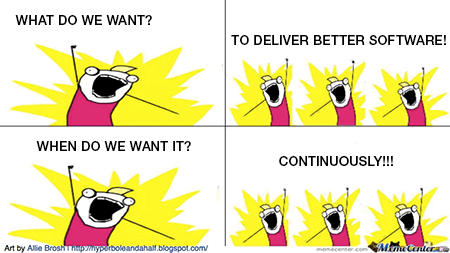 WHAT DO WE WANT?
TO DELIVER BETTER SOFTWARE!
WHEN DO WE WANT IT?
CONTINUOUSLY!!!
Art by Allie Brosh | http://hyperboleandahalf.blogspot.com/
memecenter.com MemeCenter